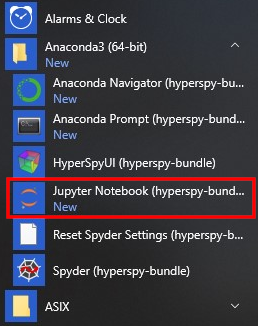 Alarms & Clock
Anaconda3 (64-bit)
New
Anaconda Navigator (hyperspy-bu...
New
Anaconda Prompt (hyperspy-bund...
New
HyperSpyUI (hyperspy-bundle)
Jupyter Notebook (hyperspy-bund...
New
Reset Spyder Settings (hyperspy-b...
Spyder (hyperspy-bundle)
ASIX